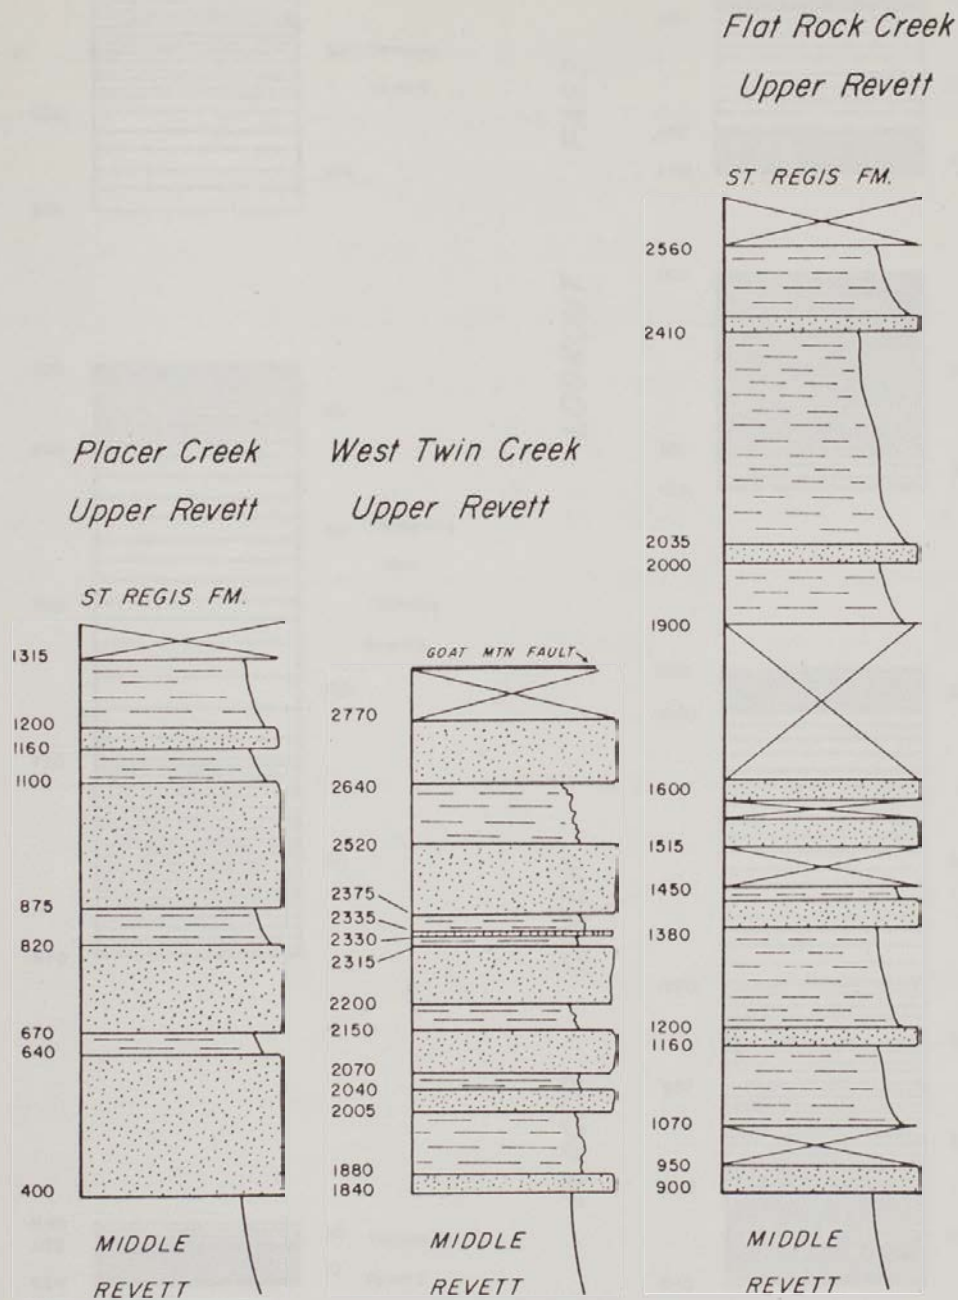 Flat Rock Creek
Upper Revett
ST. REGIS FM.
2560
2410
2035
2000
1900
1600
1515
1450
1380
1200
1160
1070
950
900
MIDDLE
REVETT
Placer Creek
Upper Revett
ST REGIS FM.
1315
1200
1160
1100
875
820
670
640
400
MIDDLE
REVETT
West Twin Creek
Upper Revett
GOAT MTN FAULT
2770
2640
2520
2375
2335
2330
2315
2200
2150
2070
2040
2005
1880
1840
MIDDLE
REVETT